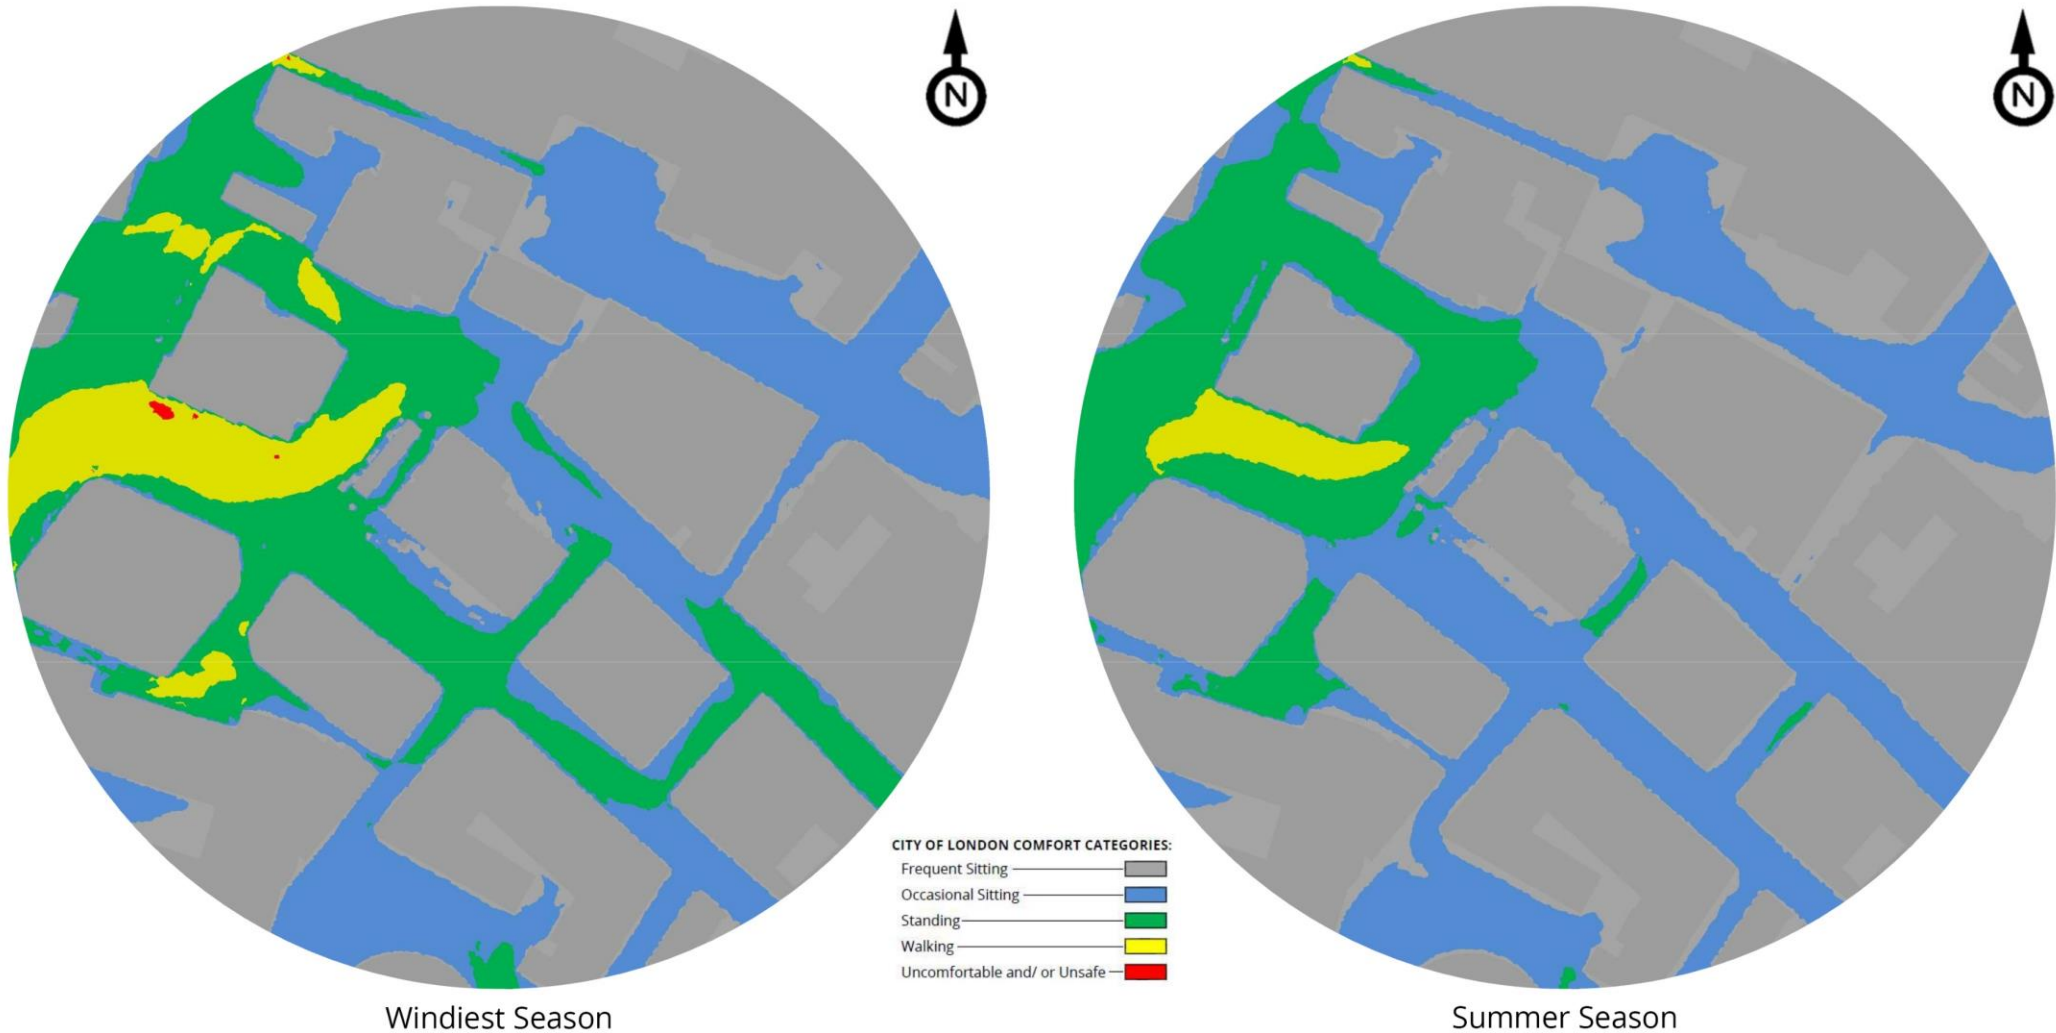 N
N
CITY OF LONDON COMFORT CATEGORIES:
Frequent Sitting
Occasional Sitting
Standing
Walking
Uncomfortable and/ or Unsafe
Windiest Season
Summer Season